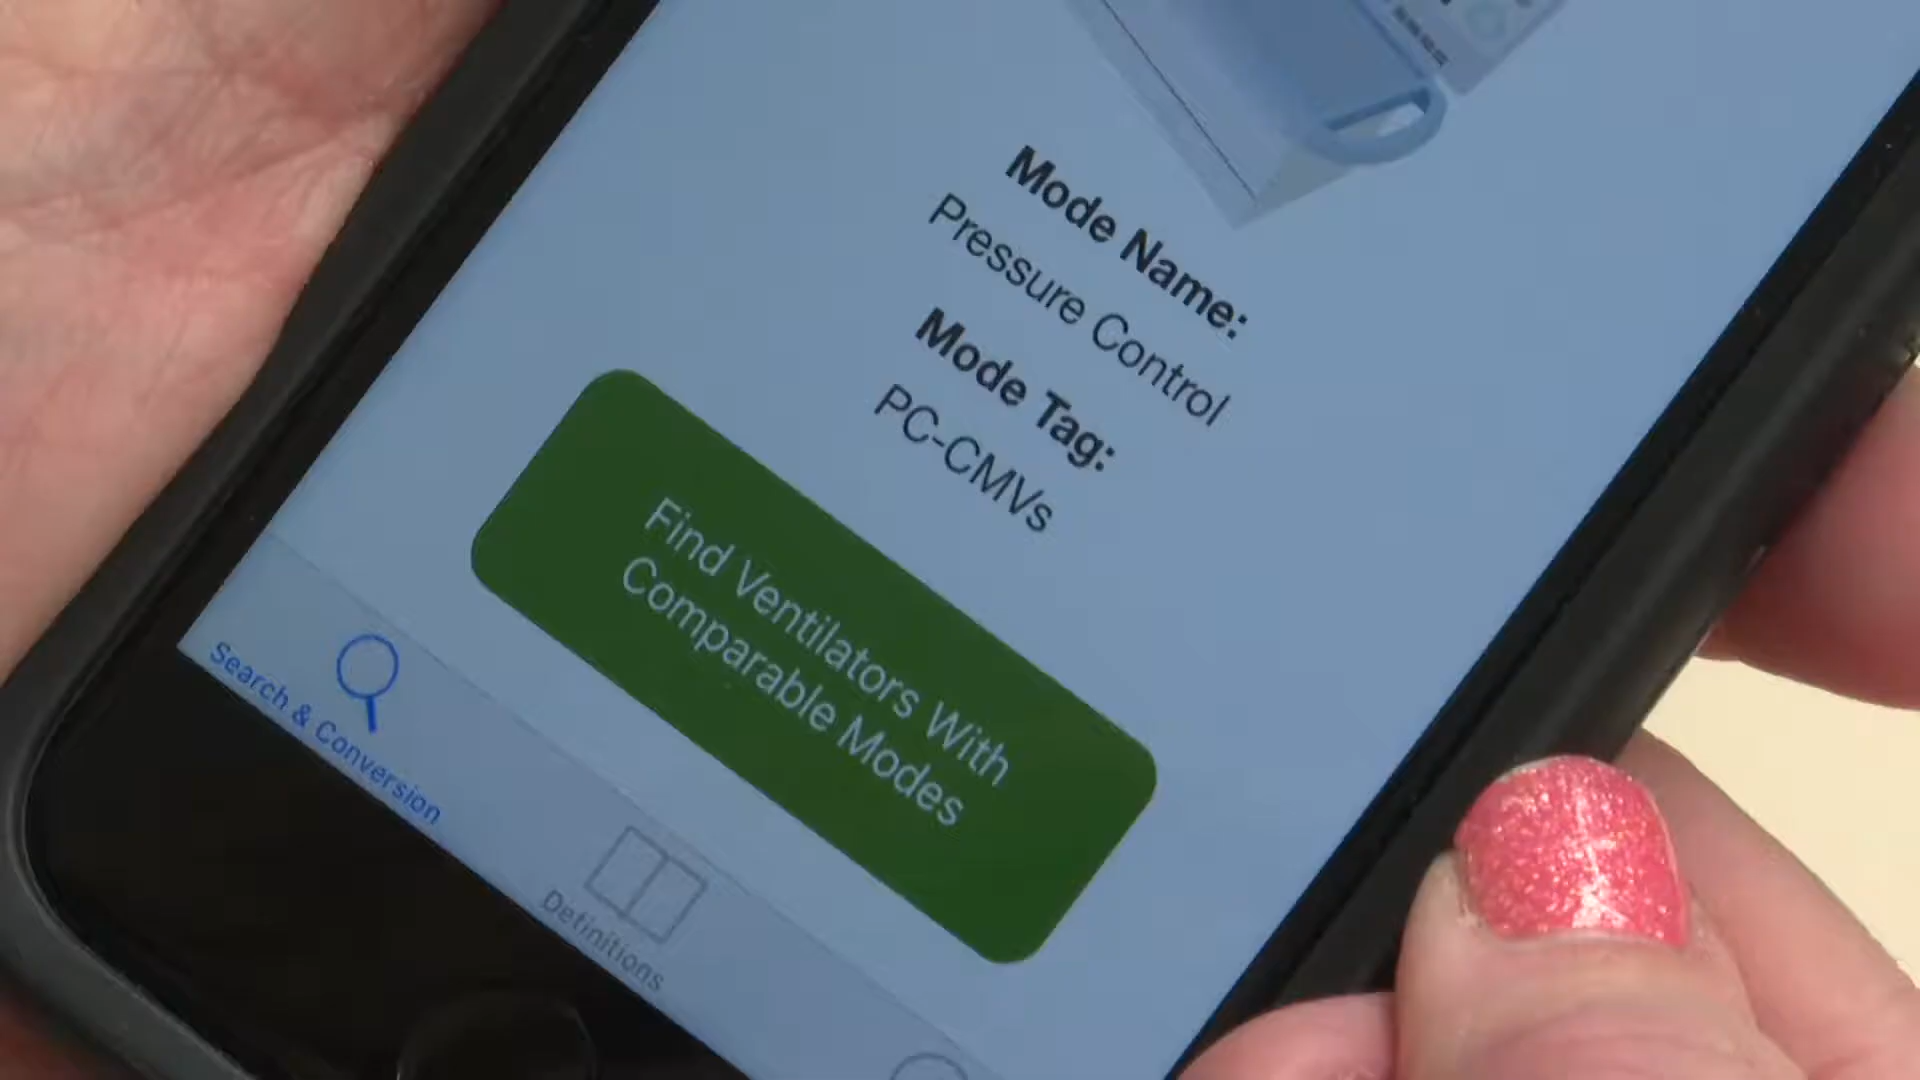 Mode Name:
Pressure Control
Mode Tag:
PC-CMVs
Find Ventilators With
Comparable Modes
Search & Conversion
Definitions